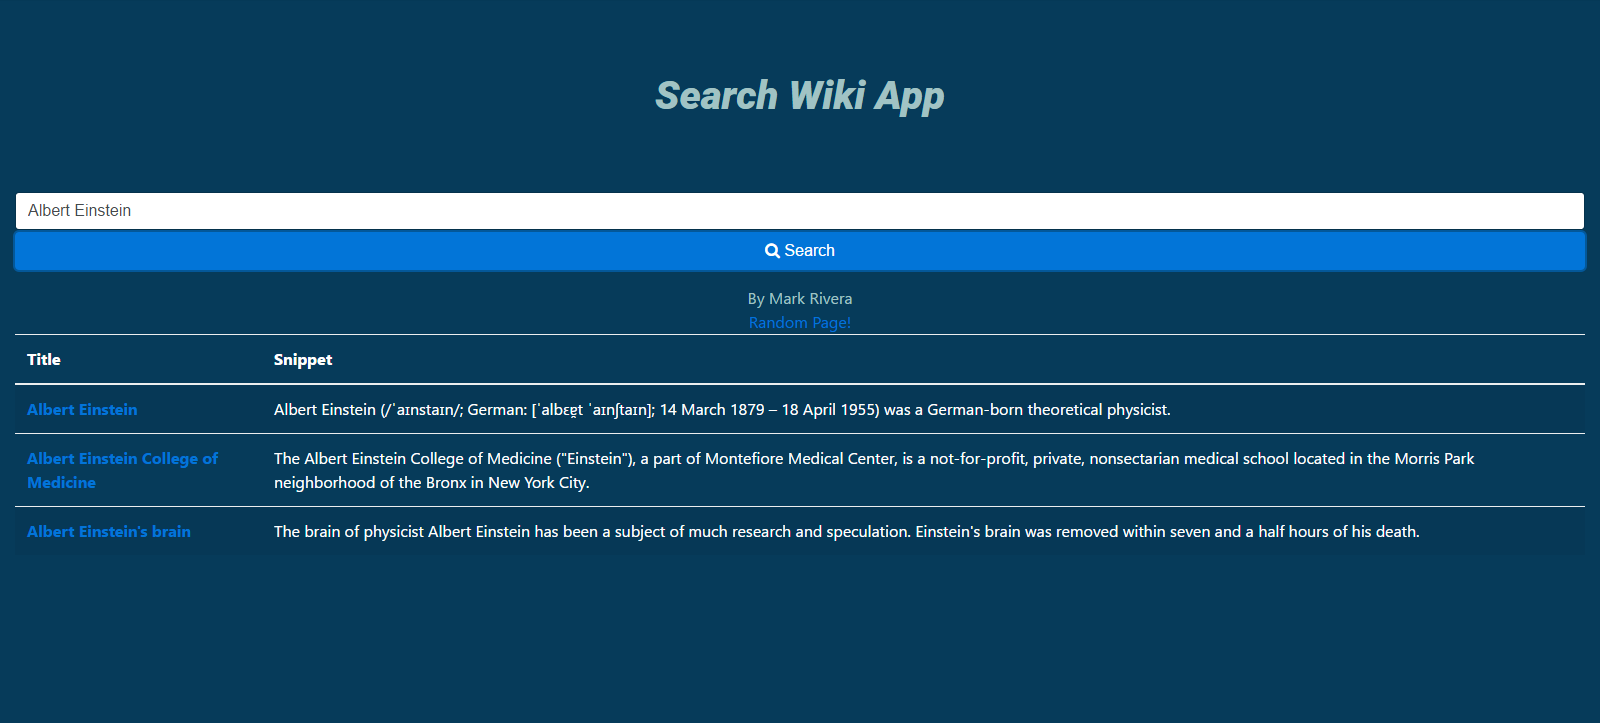 Search Wiki App
Albert Einstein
Search
By Mark Rivera
Random Page!
Title Snippet
Albert Einstein Albert Einstein (/ˈaɪnstaɪn/; German: [ˈalbɛɐ̯t ˈaɪnʃtaɪn]; 14 March 1879 – 18 April 1955) was a German-born theoretical physicist.
Albert Einstein College of The Albert Einstein College of Medicine ("Einstein"), a part of Montefiore Medical Center, is a not-for-profit, private, nonsectarian medical school located in the Morris Park
Medicine neighborhood of the Bronx in New York City.
Albert Einstein's brain The brain of physicist Albert Einstein has been a subject of much research and speculation. Einstein's brain was removed within seven and a half hours of his death.